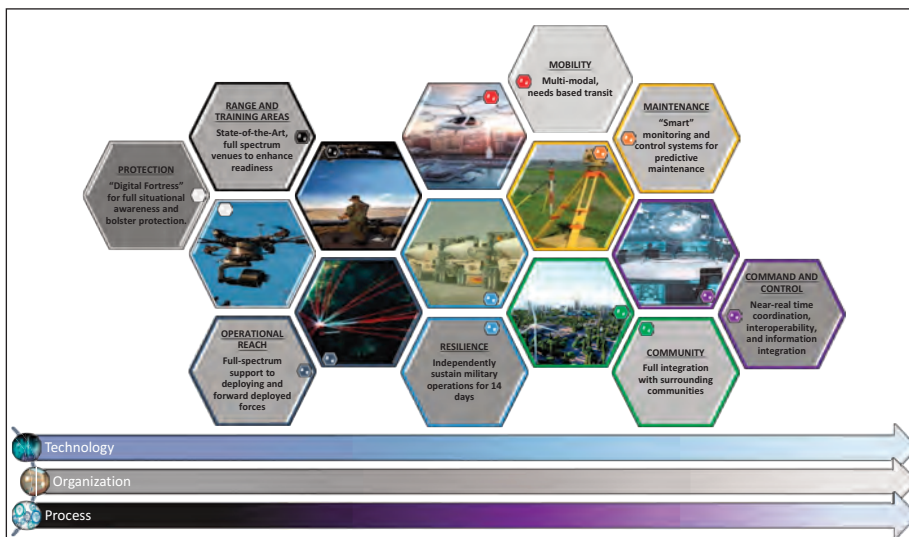 MOBILITY
Multi-modal,
needs based transit
RANGE AND
TRAINING AREAS
State-of-the-Art,
full spectrum
venues to enhance
readiness
MAINTENANCE
“Smart”
monitoring and
control systems for
predictive
maintenance
PROTECTION
“Digital Fortress”
for full situational
awareness and
bolster protection.
COMMAND AND
CONTROL
Near-real time
coordination,
interoperability,
and information
integration
OPERATIONAL
REACH
Full-spectrum
support to
deploying and
forward deployed
forces
RESILIENCE
Independently
sustain military
operations for 14
days
COMMUNITY
Full integration
with surrounding
communities
Technology
Organization
Process